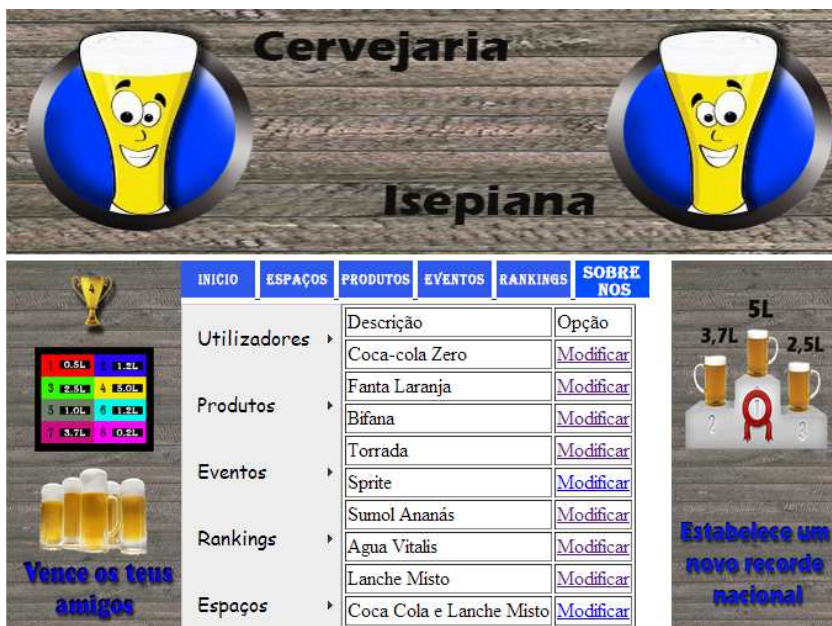 Cervejaria
Isepiana
INICIO
ESPAÇOS
PRODUTOS
EVENTOS
RANKINGS
SOBRE
NOS
4
1 0.5L 2 1.2L
3 2.5L 4 5.0L
5 1.0L 6 1.2L
7 3.7L 8 0.2L
Vence os teus
amigos
Utilizadores
Produtos
Eventos
Rankings
Espaços
Descrição Opção
Coca-cola Zero Modificar
Fanta Laranja Modificar
Bifana Modificar
Torrada Modificar
Sprite Modificar
Sumol Ananás Modificar
Agua Vitalis Modificar
Lanche Misto Modificar
Coca Cola e Lanche Misto Modificar
5L
3,7L
2,5L
2
1
3
Estabelece um
novo recorde
nacional